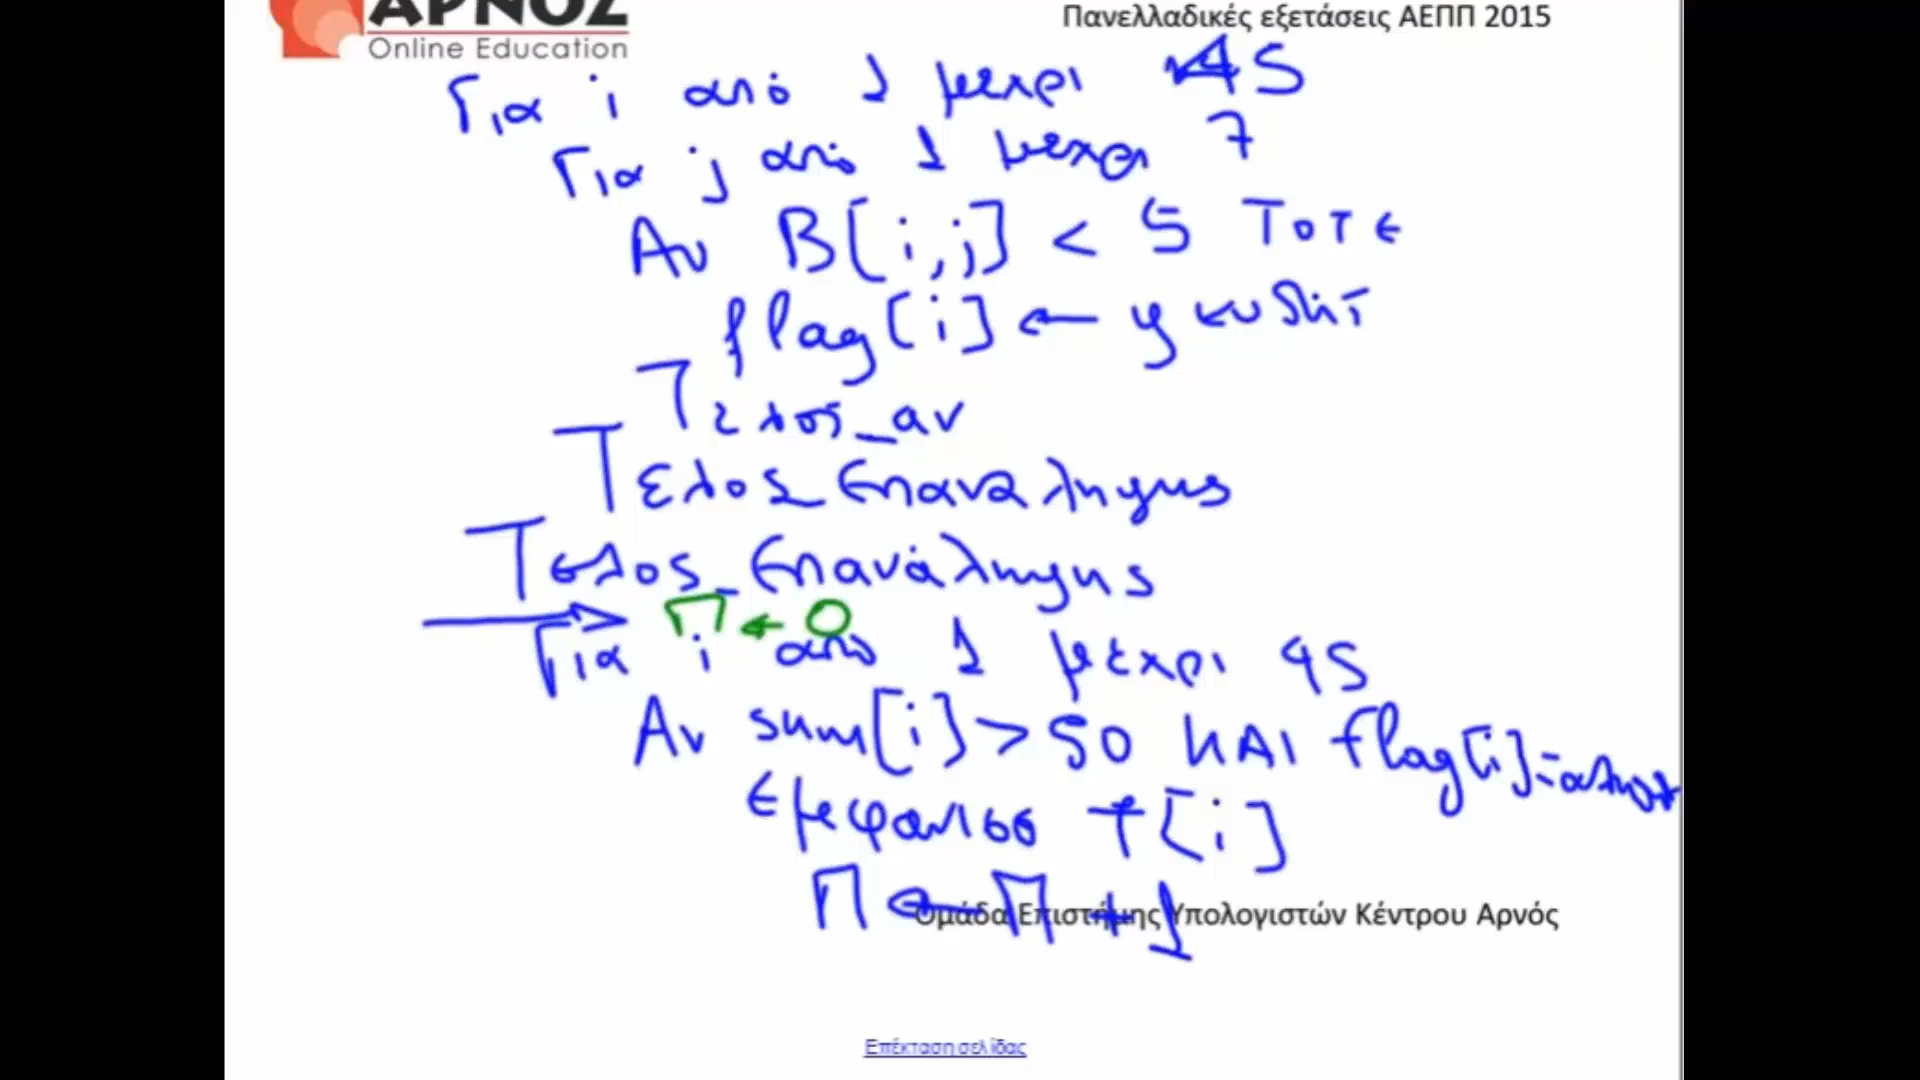 ΑΡΝΟΣ
Online Education
Πανελλαδικές εξετάσεις ΑΕΠΠ 2015
Για i από 1 μεχρι 45
Για j από 1 μεχρι 7
Αν B[i,j] < 5 Τοτε
flag[i] ← ψευδής
Τελος_αν
Τελος_Επαναληψης
Τελος_Επανάληψης
Π ← 0
Για i από 1 μεχρι 45
Αν sum[i] > 50 ΚΑΙ flag[i]=αληθη
Εμφανισε τ[i]
Π ← Π + 1
Ομάδα Επιστήμης Υπολογιστών Κέντρου Αρνός
Επέκταση σελίδας